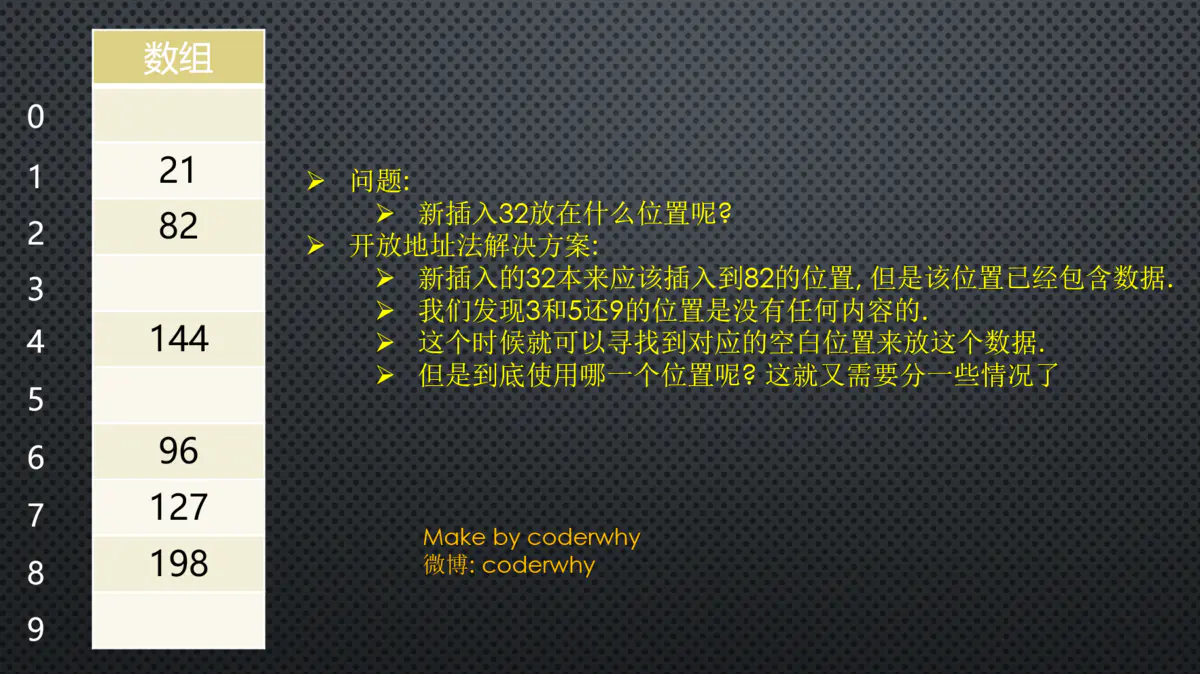 数组
0
1 21
2 82
3
4 144
5
6 96
7 127
8 198
9
➢ 问题:
➢ 新插入32放在什么位置呢?
➢ 开放地址法解决方案:
➢ 新插入的32本来应该插入到82的位置, 但是该位置已经包含数据.
➢ 我们发现3和5还9的位置是没有任何内容的.
➢ 这个时候就可以寻找到对应的空白位置来放这个数据.
➢ 但是到底使用哪一个位置呢? 这就又需要分一些情况了
Make by coderwhy
微博: coderwhy